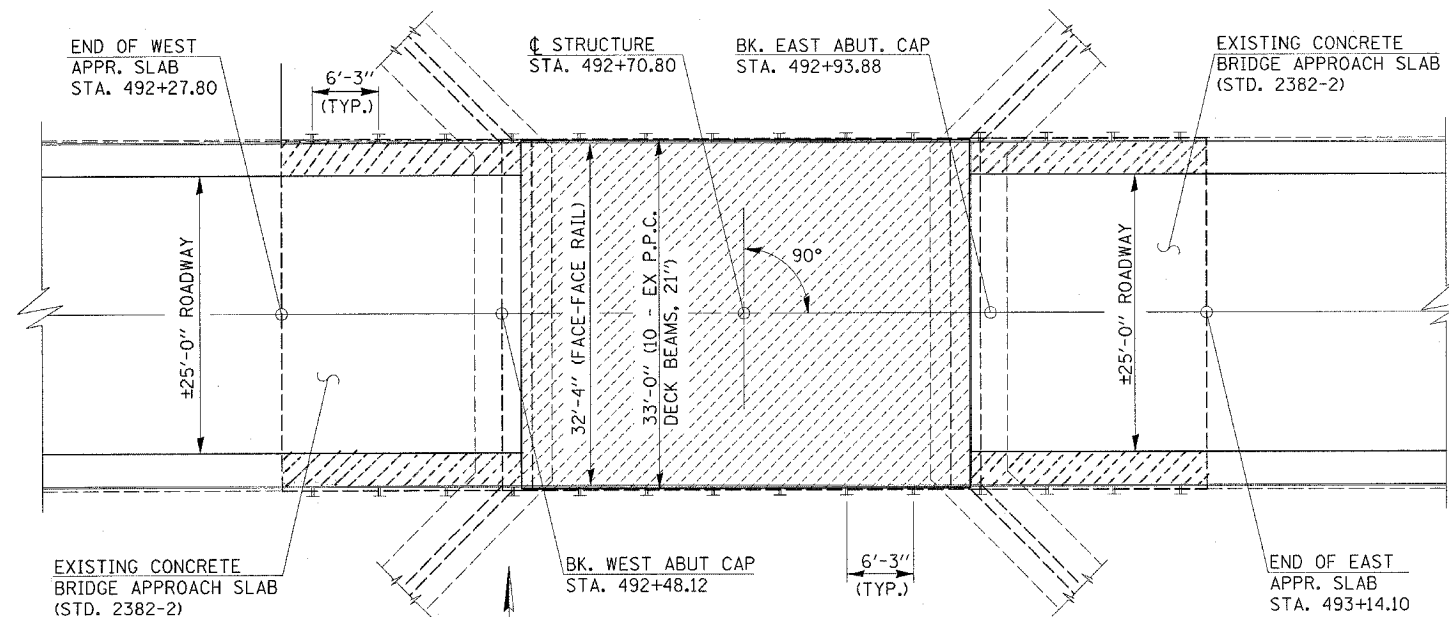 END OF WEST
APPR. SLAB
STA. 492+27.80
6'-3"
(TYP.)
℄ STRUCTURE
STA. 492+70.80
BK. EAST ABUT. CAP
STA. 492+93.88
EXISTING CONCRETE
BRIDGE APPROACH SLAB
(STD. 2382-2)
±25'-0" ROADWAY
32'-4" (FACE-FACE RAIL)
33'-0" (10 - EX P.P.C.
DECK BEAMS, 21")
90°
±25'-0" ROADWAY
EXISTING CONCRETE
BRIDGE APPROACH SLAB
(STD. 2382-2)
BK. WEST ABUT CAP
STA. 492+48.12
6'-3"
(TYP.)
END OF EAST
APPR. SLAB
STA. 493+14.10